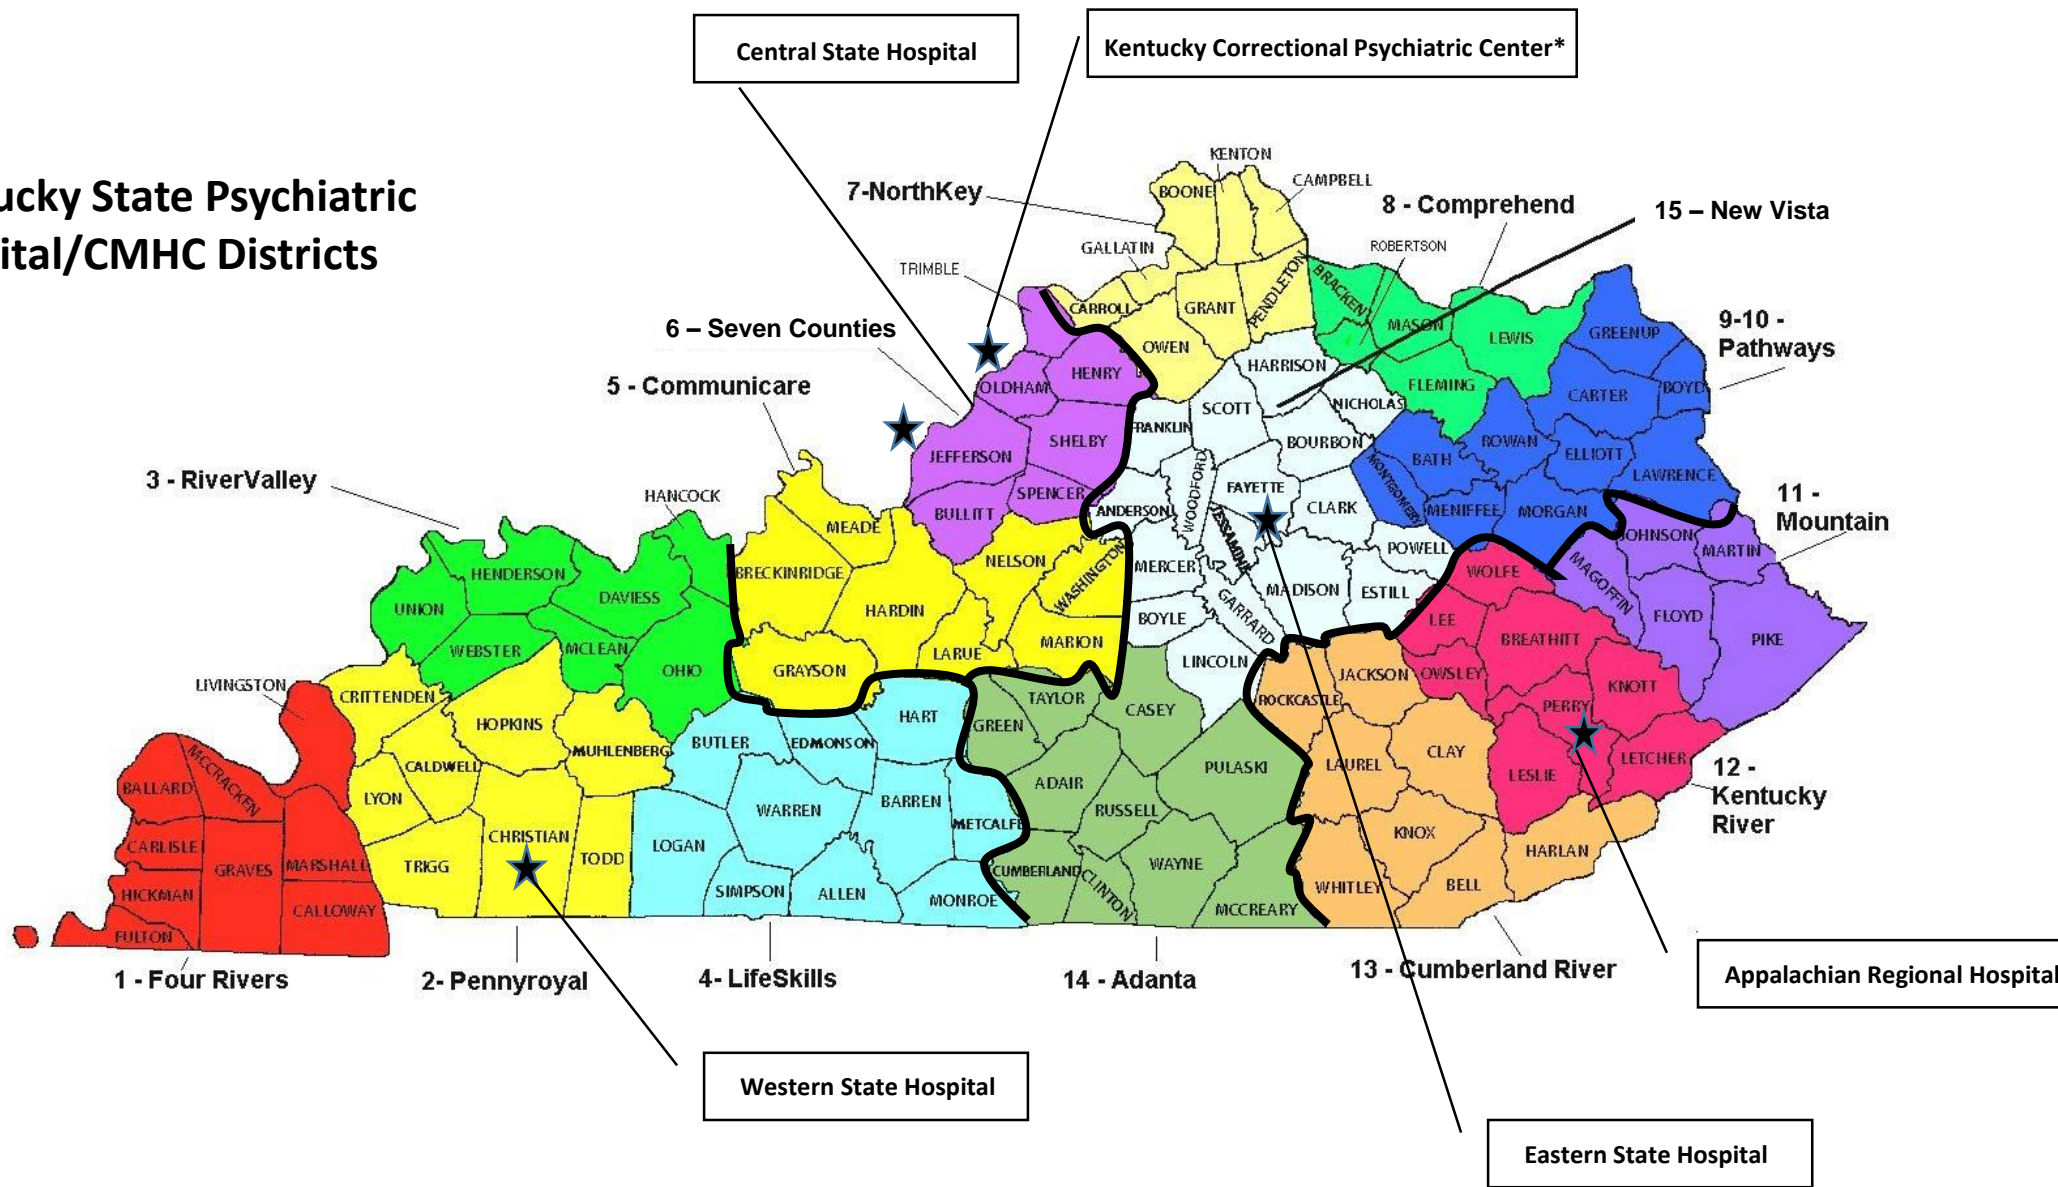 Central State Hospital
Kentucky Correctional Psychiatric Center*
ucky State Psychiatric
ital/CMHC Districts
KENTON
7-NorthKey
BOONE
CAMPBELL
8 - Comprehend
15 – New Vista
GALLATIN
ROBERTSON
TRIMBLE
CARROLL
GRANT
PENDLETON
BRACKEN
MASON
LEWIS
GREENUP
9-10 -
Pathways
6 – Seven Counties
OWEN
HARRISON
5 - Communicare
OLDHAM
HENRY
FLEMING
CARTER
BOYD
SCOTT
NICHOLAS
FRANKLIN
SHELBY
BOURBON
ROWAN
JEFFERSON
BATH
ELLIOTT
LAWRENCE
3 - RiverValley
HANCOCK
SPENCER
WOODFORD
FAYETTE
MONTGOMERY
11 -
Mountain
BULLITT
ANDERSON
CLARK
MENIFFEE
MORGAN
MEADE
JESSAMINE
JOHNSON
MARTIN
POWELL
NELSON
WASHINGTON
BRECKINRIDGE
HENDERSON
MERCER
WOLFE
MAGOFFIN
UNION
DAVIESS
HARDIN
MADISON
ESTILL
GARRARD
BOYLE
LEE
FLOYD
WEBSTER
MCLEAN
MARION
BREATHITT
PIKE
OHIO
GRAYSON
LARUE
LINCOLN
JACKSON
OWSLEY
LIVINGSTON
CRITTENDEN
KNOTT
HOPKINS
HART
GREEN
TAYLOR
CASEY
ROCKCASTLE
PERRY
MUHLENBERG
BUTLER
EDMONSON
CALDWELL
PULASKI
LAUREL
CLAY
LETCHER
BALLARD
MCCRACKEN
LESLIE
12 -
Kentucky
River
LYON
ADAIR
WARREN
BARREN
RUSSELL
METCALFE
CARLISLE
CHRISTIAN
LOGAN
KNOX
HARLAN
GRAVES
MARSHALL
TRIGG
TODD
CUMBERLAND
CLINTON
WAYNE
HICKMAN
SIMPSON
ALLEN
MONROE
WHITLEY
BELL
CALLOWAY
MCCREARY
FULTON
1 - Four Rivers
2- Pennyroyal
4- LifeSkills
14 - Adanta
13 - Cumberland River
Appalachian Regional Hospital
Western State Hospital
Eastern State Hospital